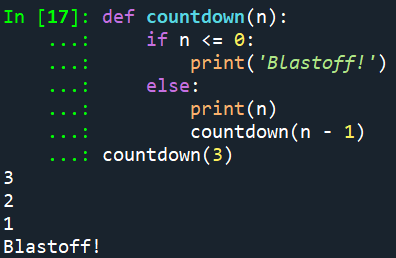 In [17]: def countdown(n):
    ...:     if n <= 0:
    ...:         print('Blastoff!')
    ...:     else:
    ...:         print(n)
    ...:         countdown(n - 1)
    ...: countdown(3)
3
2
1
Blastoff!